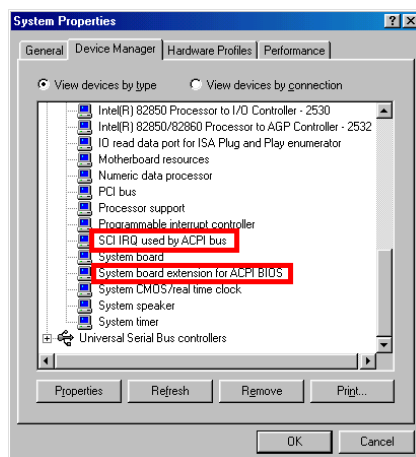 System Properties
General Device Manager Hardware Profiles Performance
View devices by type View devices by connection
Intel(R) 82850 Processor to I/O Controller - 2530
Intel(R) 82850/82860 Processor to AGP Controller - 2532
IO read data port for ISA Plug and Play enumerator
Motherboard resources
Numeric data processor
PCI bus
Processor support
Programmable interrupt controller
SCI IRQ used by ACPI bus
System board
System board extension for ACPI BIOS
System CMOS/real time clock
System speaker
System timer
Universal Serial Bus controllers
Properties Refresh Remove Print...
OK Cancel